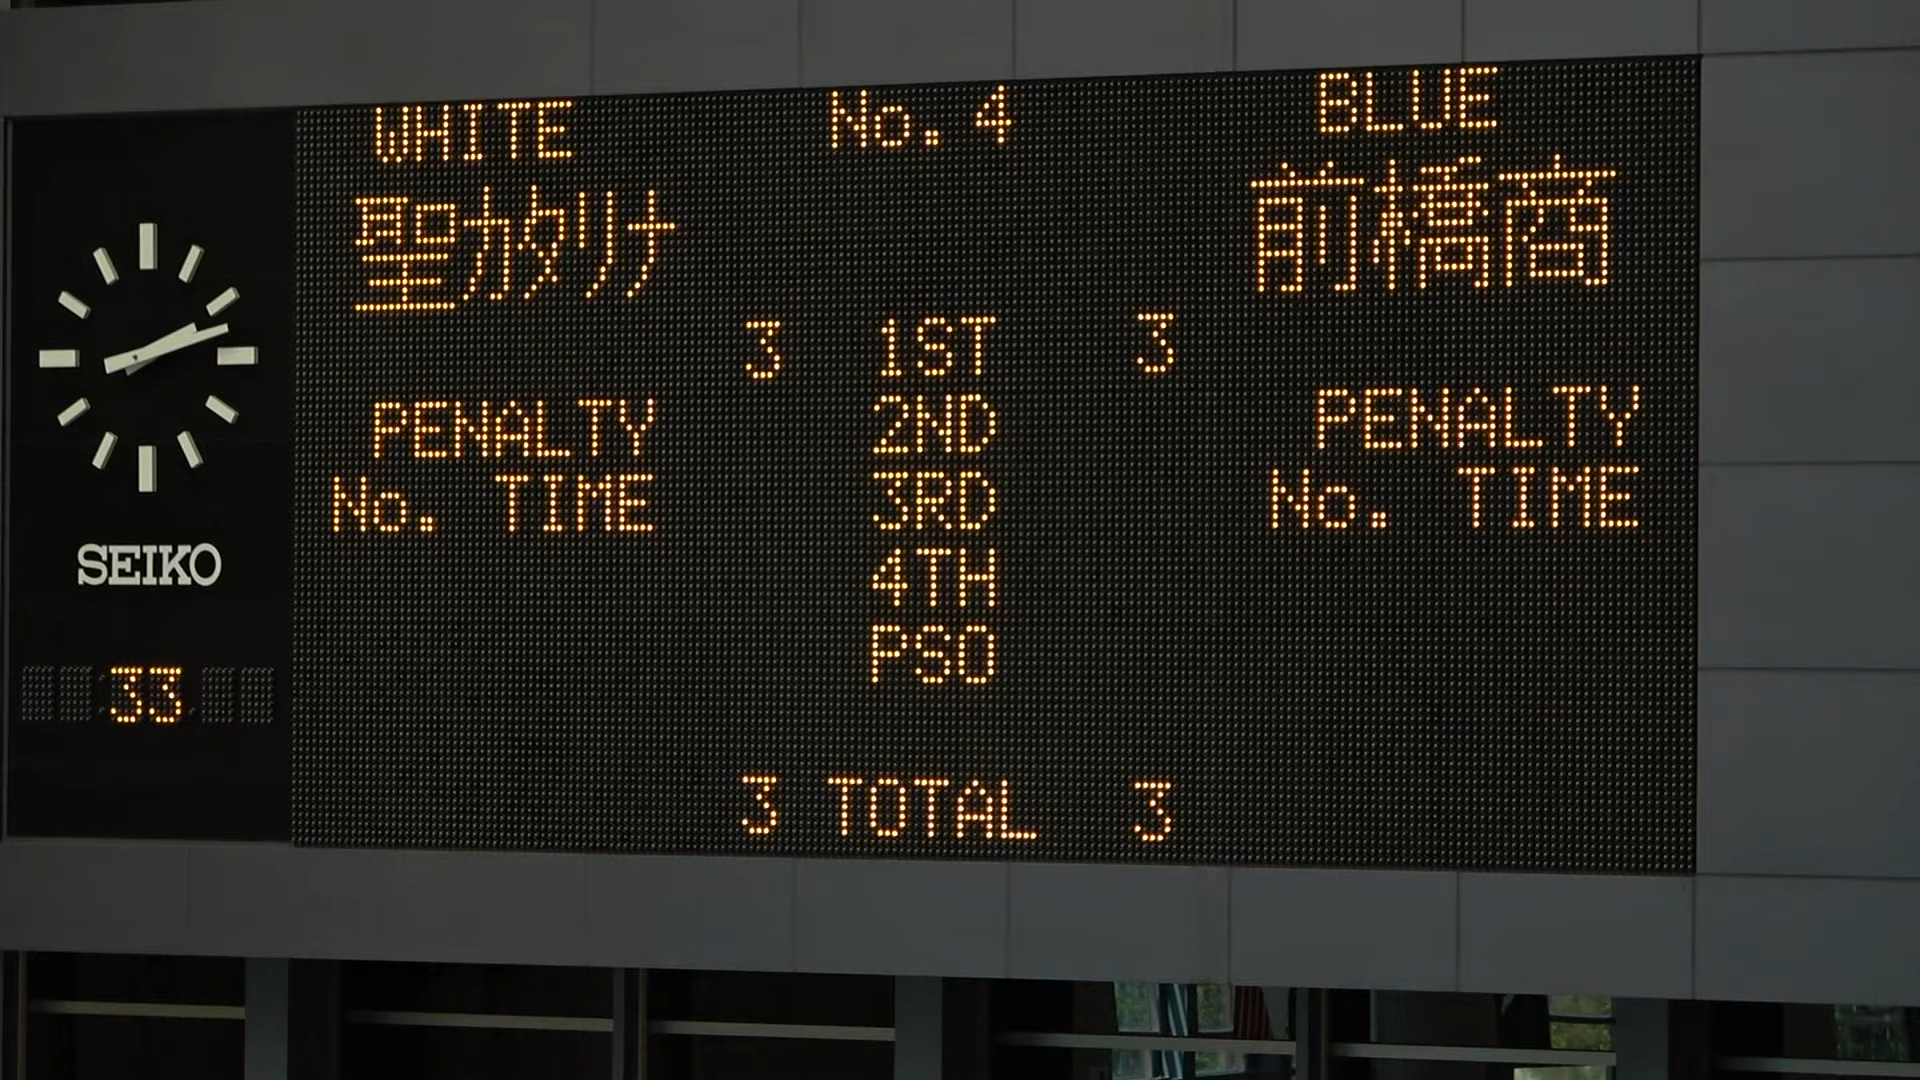 WHITE No. 4 BLUE
聖カタリナ 前橋商
3 1ST 3
PENALTY 2ND PENALTY
No. TIME 3RD No. TIME
4TH
PSO
3 TOTAL 3
SEIKO
33